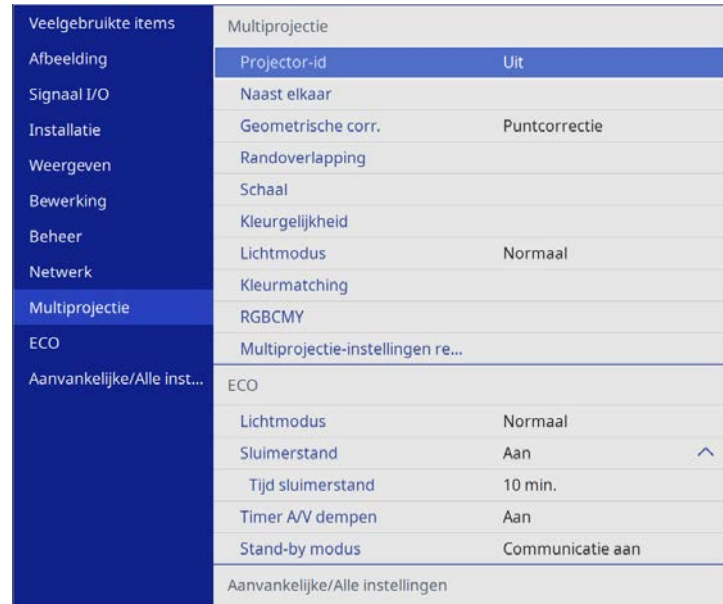 Veelgebruikte items
Afbeelding
Signaal I/O
Installatie
Weergeven
Bewerking
Beheer
Netwerk
Multiprojectie
ECO
Aanvankelijke/Alle inst...
Multiprojectie
Projector-id Uit
Naast elkaar
Geometrische corr. Puntcorrectie
Randoverlapping
Schaal
Kleurgelijkheid
Lichtmodus Normaal
Kleurmatching
RGBCMY
Multiprojectie-instellingen re...
ECO
Lichtmodus Normaal
Sluimerstand Aan
Tijd sluimerstand 10 min.
Timer A/V dempen Aan
Stand-by modus Communicatie aan
Aanvankelijke/Alle instellingen